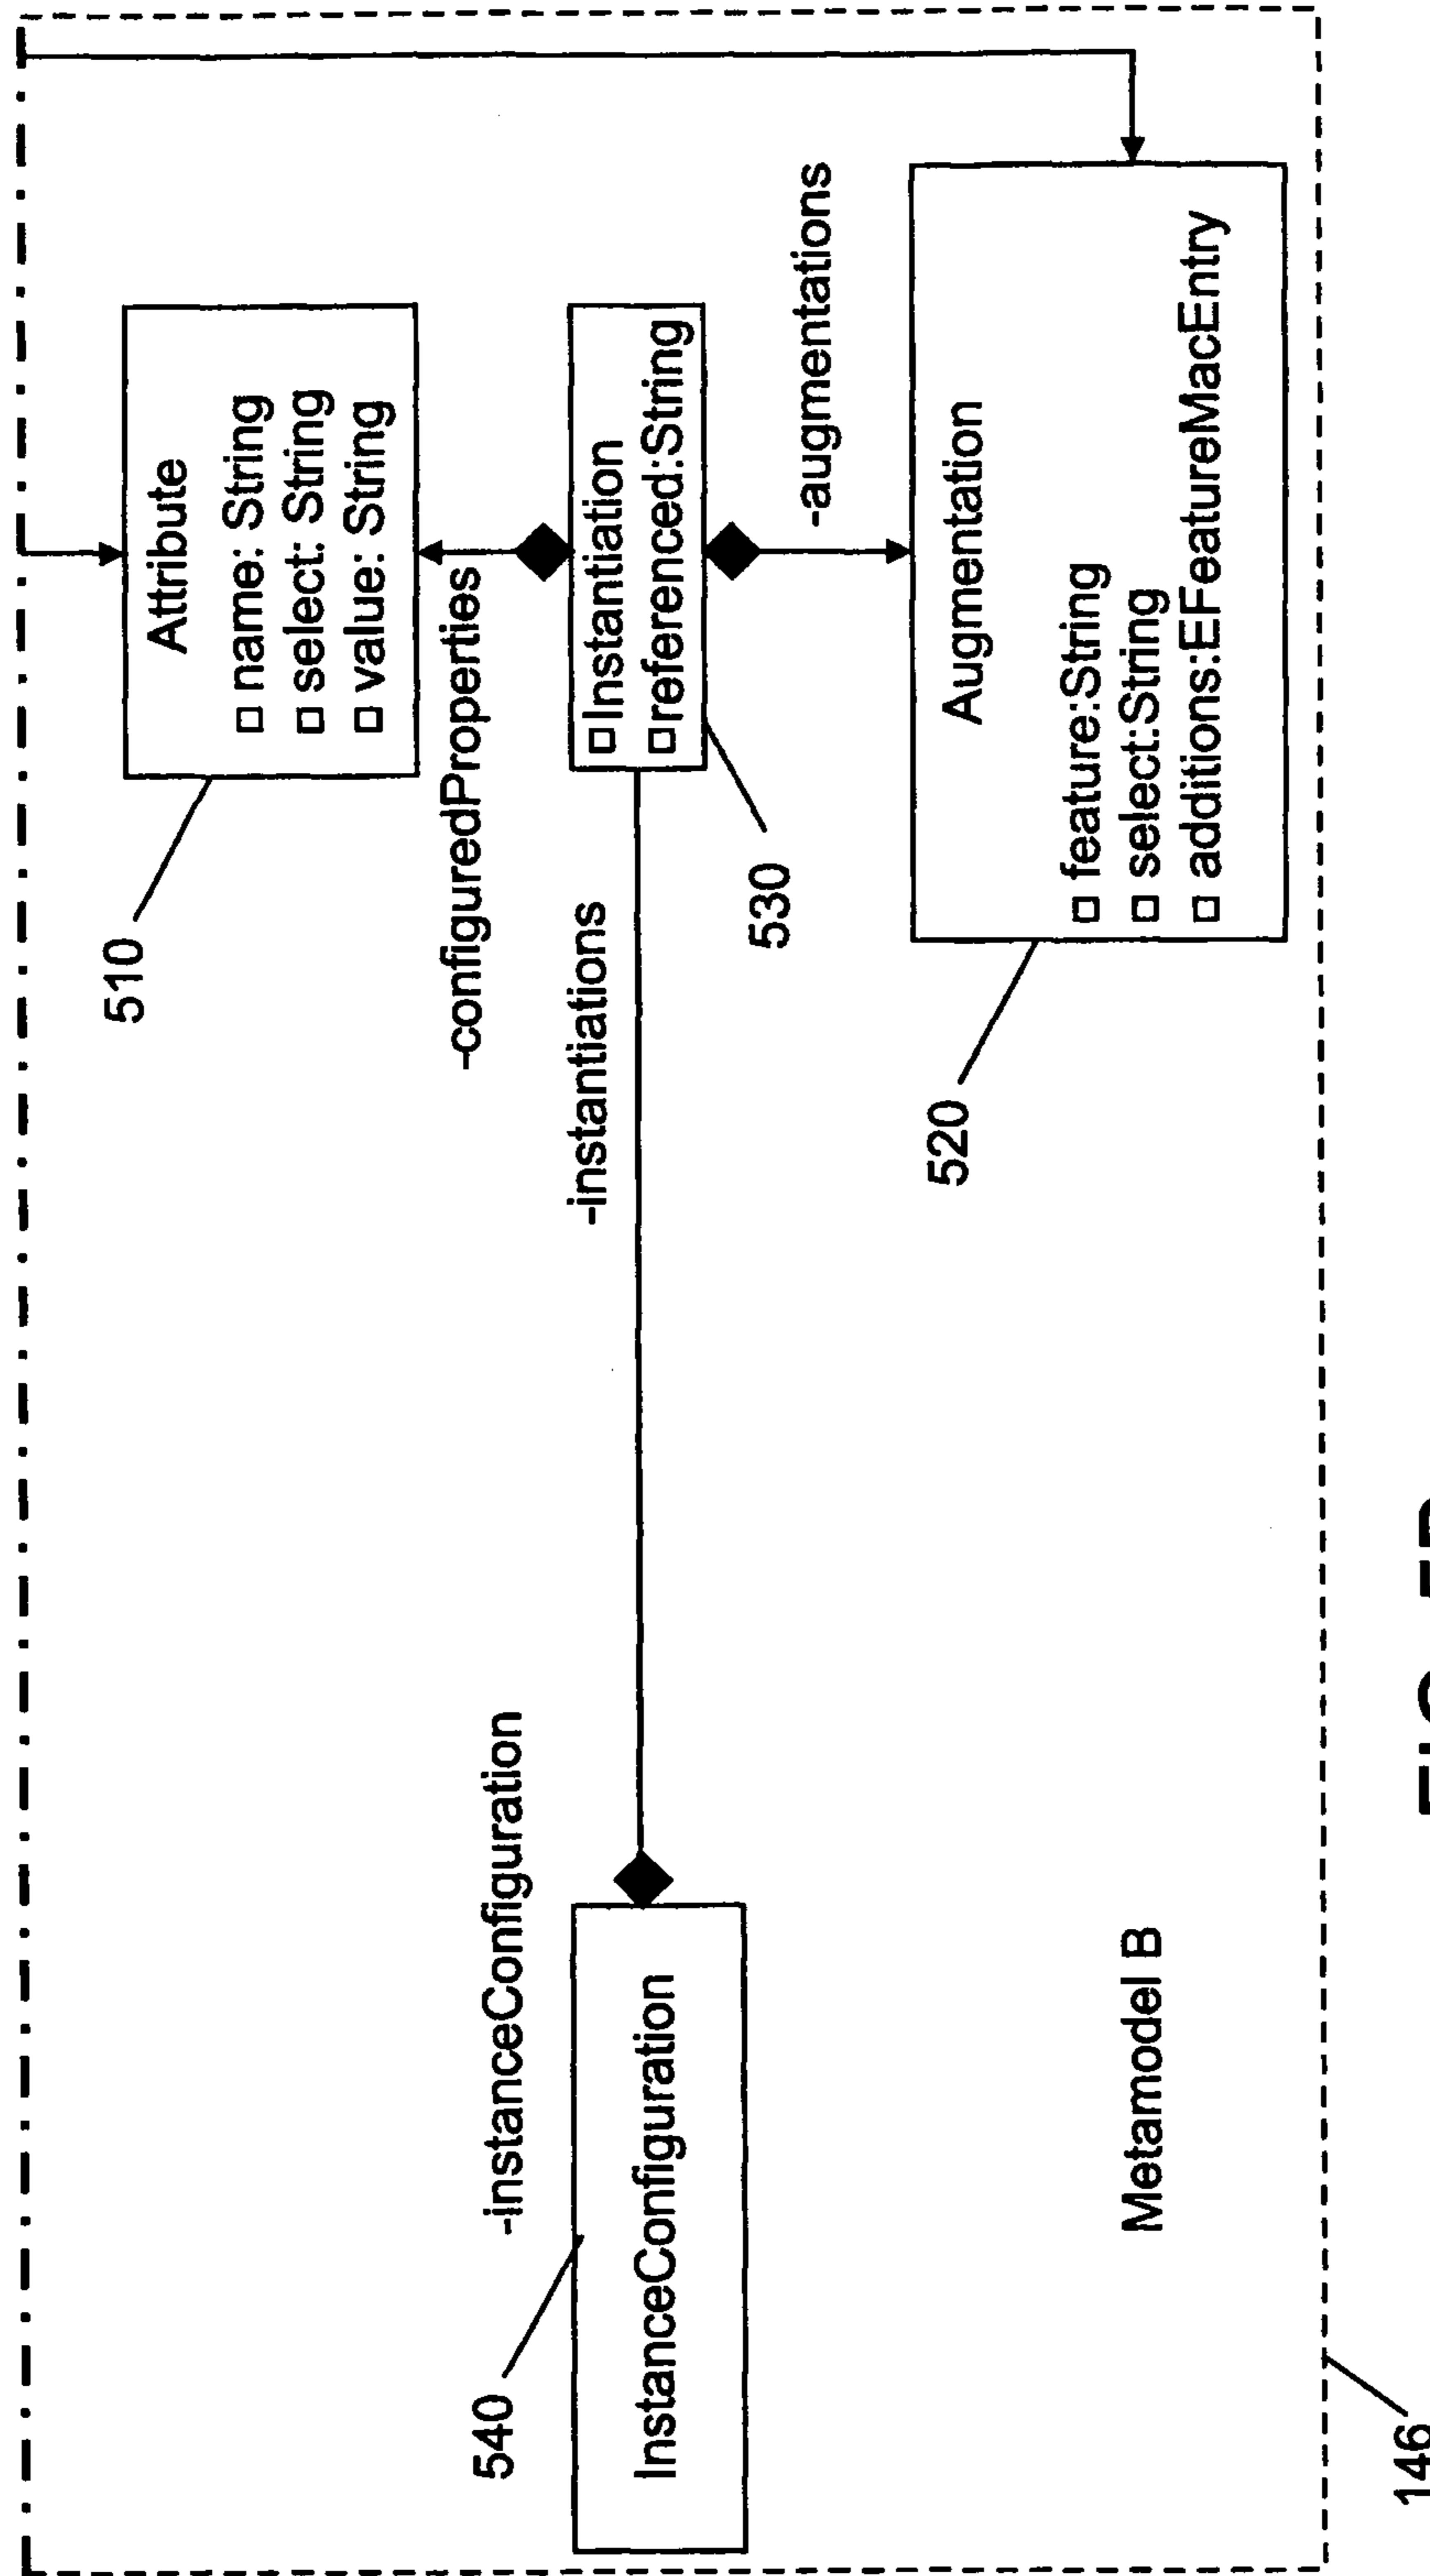 510
Attribute
□ name: String
□ select: String
□ value: String
-configuredProperties
540
-instanceConfiguration
InstanceConfiguration
-instantiations
□Instantiation
□referenced:String
530
-augmentations
520
Augmentation
□ feature:String
□ select:String
□ additions:EFeatureMacEntry
Metamodel B
146